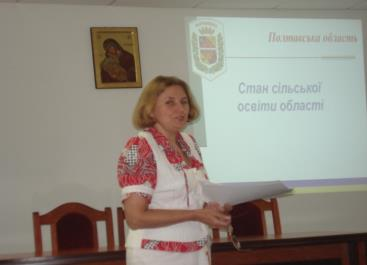 Полтавська область
Стан сільської
освіти області